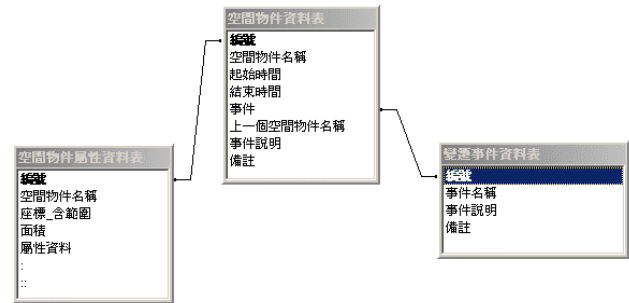 空間物件資料表
編號
空間物件名稱
起始時間
結束時間
事件
上一個空間物件名稱
事件說明
備註
空間物件屬性資料表
編號
空間物件名稱
座標_含範圍
面積
屬性資料
:
::
變遷事件資料表
編號
事件名稱
事件說明
備註